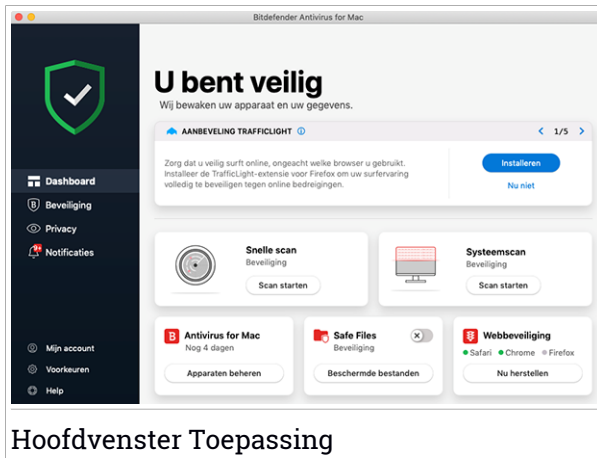 Bitdefender Antivirus for Mac
U bent veilig
Wij bewaken uw apparaat en uw gegevens.
AANBEVELING TRAFFICLIGHT
1/5
Zorg dat u veilig surft online, ongeacht welke browser u gebruikt.
Installeer de TrafficLight-extensie voor Firefox om uw surfervaring
volledig te beveiligen tegen online bedreigingen.
Installeren
Nu niet
Dashboard
B Beveiliging
Privacy
9+ Notificaties
Snelle scan
Beveiliging
Scan starten
Systeemscan
Beveiliging
Scan starten
B Antivirus for Mac
Nog 4 dagen
Apparaten beheren
Safe Files
Beveiliging
Beschermde bestanden
Webbeveiliging
Safari Chrome Firefox
Nu herstellen
Mijn account
Voorkeuren
Help
Hoofdvenster Toepassing